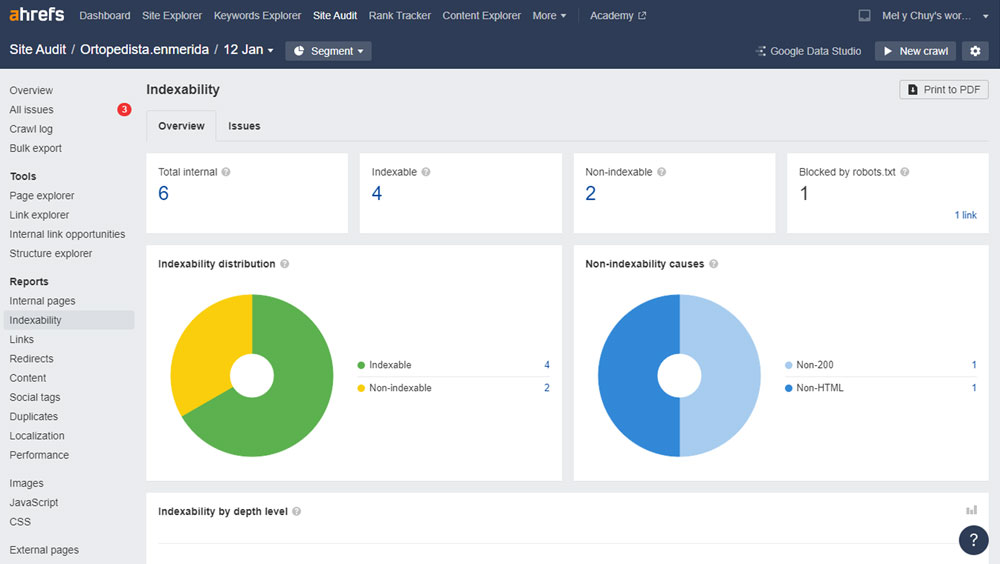 ahrefs Dashboard Site Explorer Keywords Explorer Site Audit Rank Tracker Content Explorer More Academy Mel y Chuy's wor...
Site Audit / Ortopedista.enmerida / 12 Jan Segment Google Data Studio New crawl
Overview
All issues 3
Crawl log
Bulk export
Tools
Page explorer
Link explorer
Internal link opportunities
Structure explorer
Reports
Internal pages
Indexability
Links
Redirects
Content
Social tags
Duplicates
Localization
Performance
Images
JavaScript
CSS
External pages
Indexability Print to PDF
Overview Issues
Total internal ?
6
Indexable ?
4
Non-indexable ?
2
Blocked by robots.txt ?
1
1 link
Indexability distribution ?
Indexable 4
Non-indexable 2
Non-indexability causes ?
Non-200 1
Non-HTML 1
Indexability by depth level ?
?